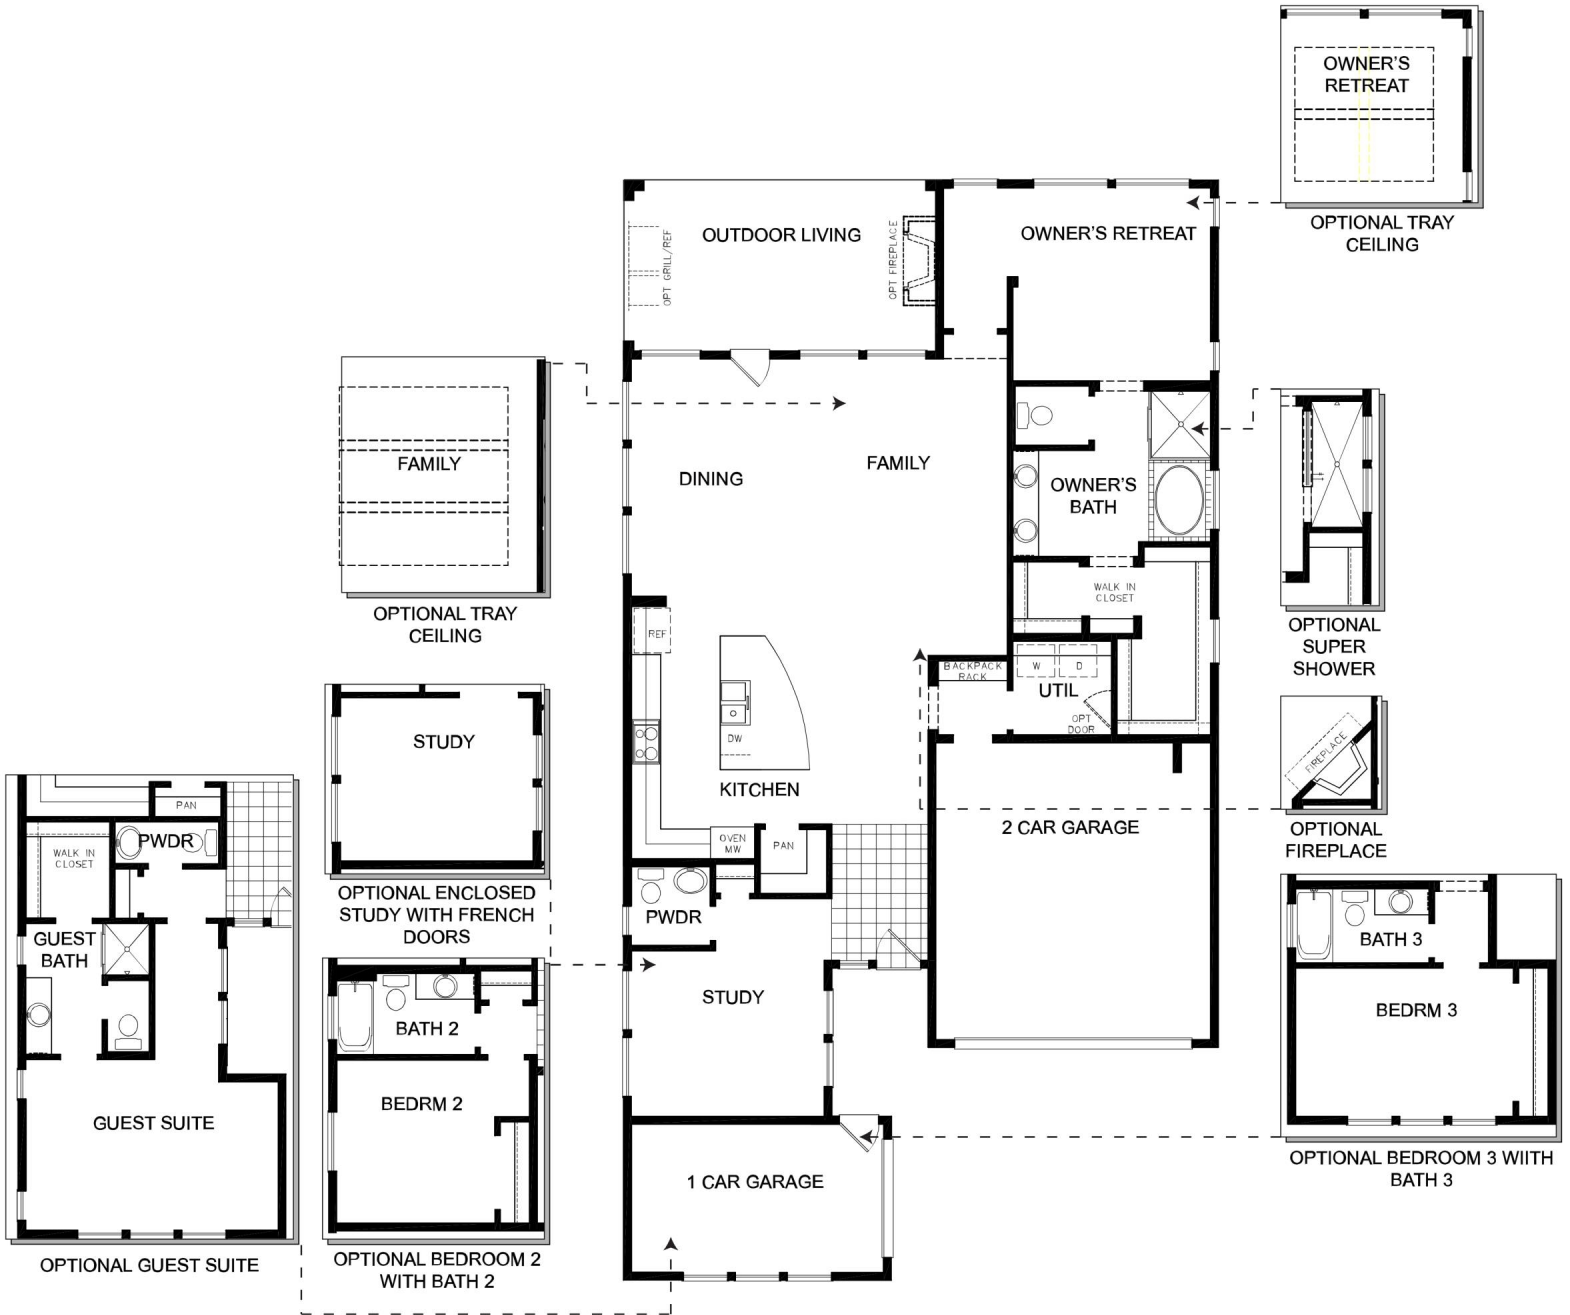 OWNER'S
RETREAT
OPTIONAL TRAY
CEILING
OUTDOOR LIVING
OPT GRILL/REF
OPT FIREPLACE
OWNER'S RETREAT
FAMILY
OPTIONAL TRAY
CEILING
DINING
FAMILY
OWNER'S
BATH
WALK IN
CLOSET
OPTIONAL
SUPER
SHOWER
REF
BACKPACK
RACK
W
D
UTIL
OPT
DOOR
DW
KITCHEN
OVEN
MW
PAN
2 CAR GARAGE
FIREPLACE
OPTIONAL
FIREPLACE
STUDY
OPTIONAL ENCLOSED
STUDY WITH FRENCH
DOORS
PAN
PWDR
WALK IN
CLOSET
GUEST
BATH
GUEST SUITE
OPTIONAL GUEST SUITE
BATH 2
BEDRM 2
OPTIONAL BEDROOM 2
WITH BATH 2
PWDR
STUDY
1 CAR GARAGE
BATH 3
BEDRM 3
OPTIONAL BEDROOM 3 WIITH
BATH 3